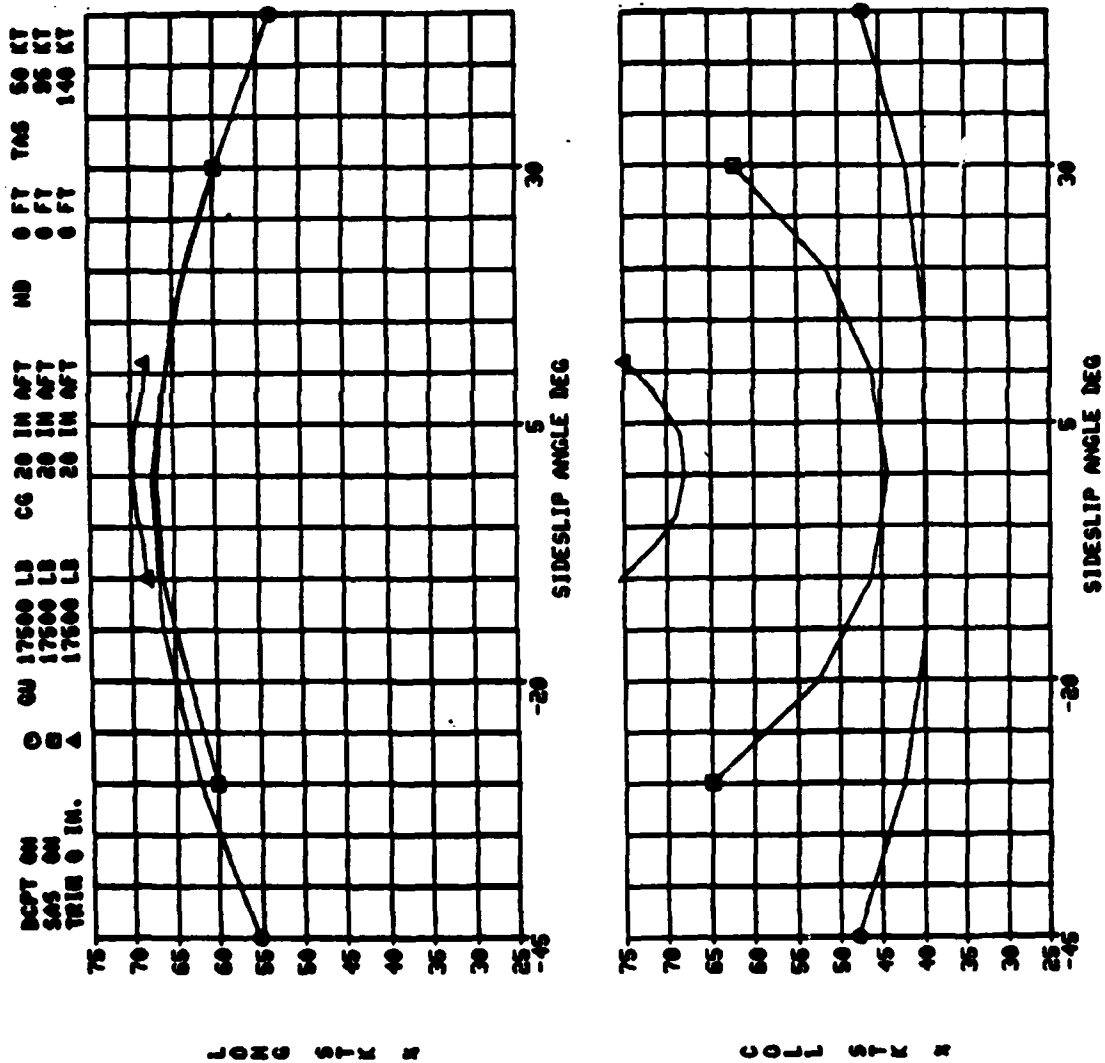 DCPT ON GW 17500 LB CG 20 IN AFT HD 0 FT TAS 50 KT
SAS ON 17500 LB 20 IN AFT 0 FT 95 KT
TRIM 0 IN. 17500 LB 20 IN AFT 0 FT 140 KT
LONG STK %
75
70
65
60
55
50
45
40
35
30
25
-45 -20 5 30
SIDESLIP ANGLE DEG
COLL STK %
75
70
65
60
55
50
45
40
35
30
25
-45 -20 5 30
SIDESLIP ANGLE DEG